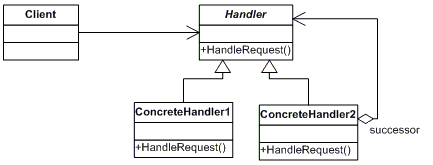 Client
Handler
+HandleRequest()
ConcreteHandler1
+HandleRequest()
ConcreteHandler2
+HandleRequest()
successor